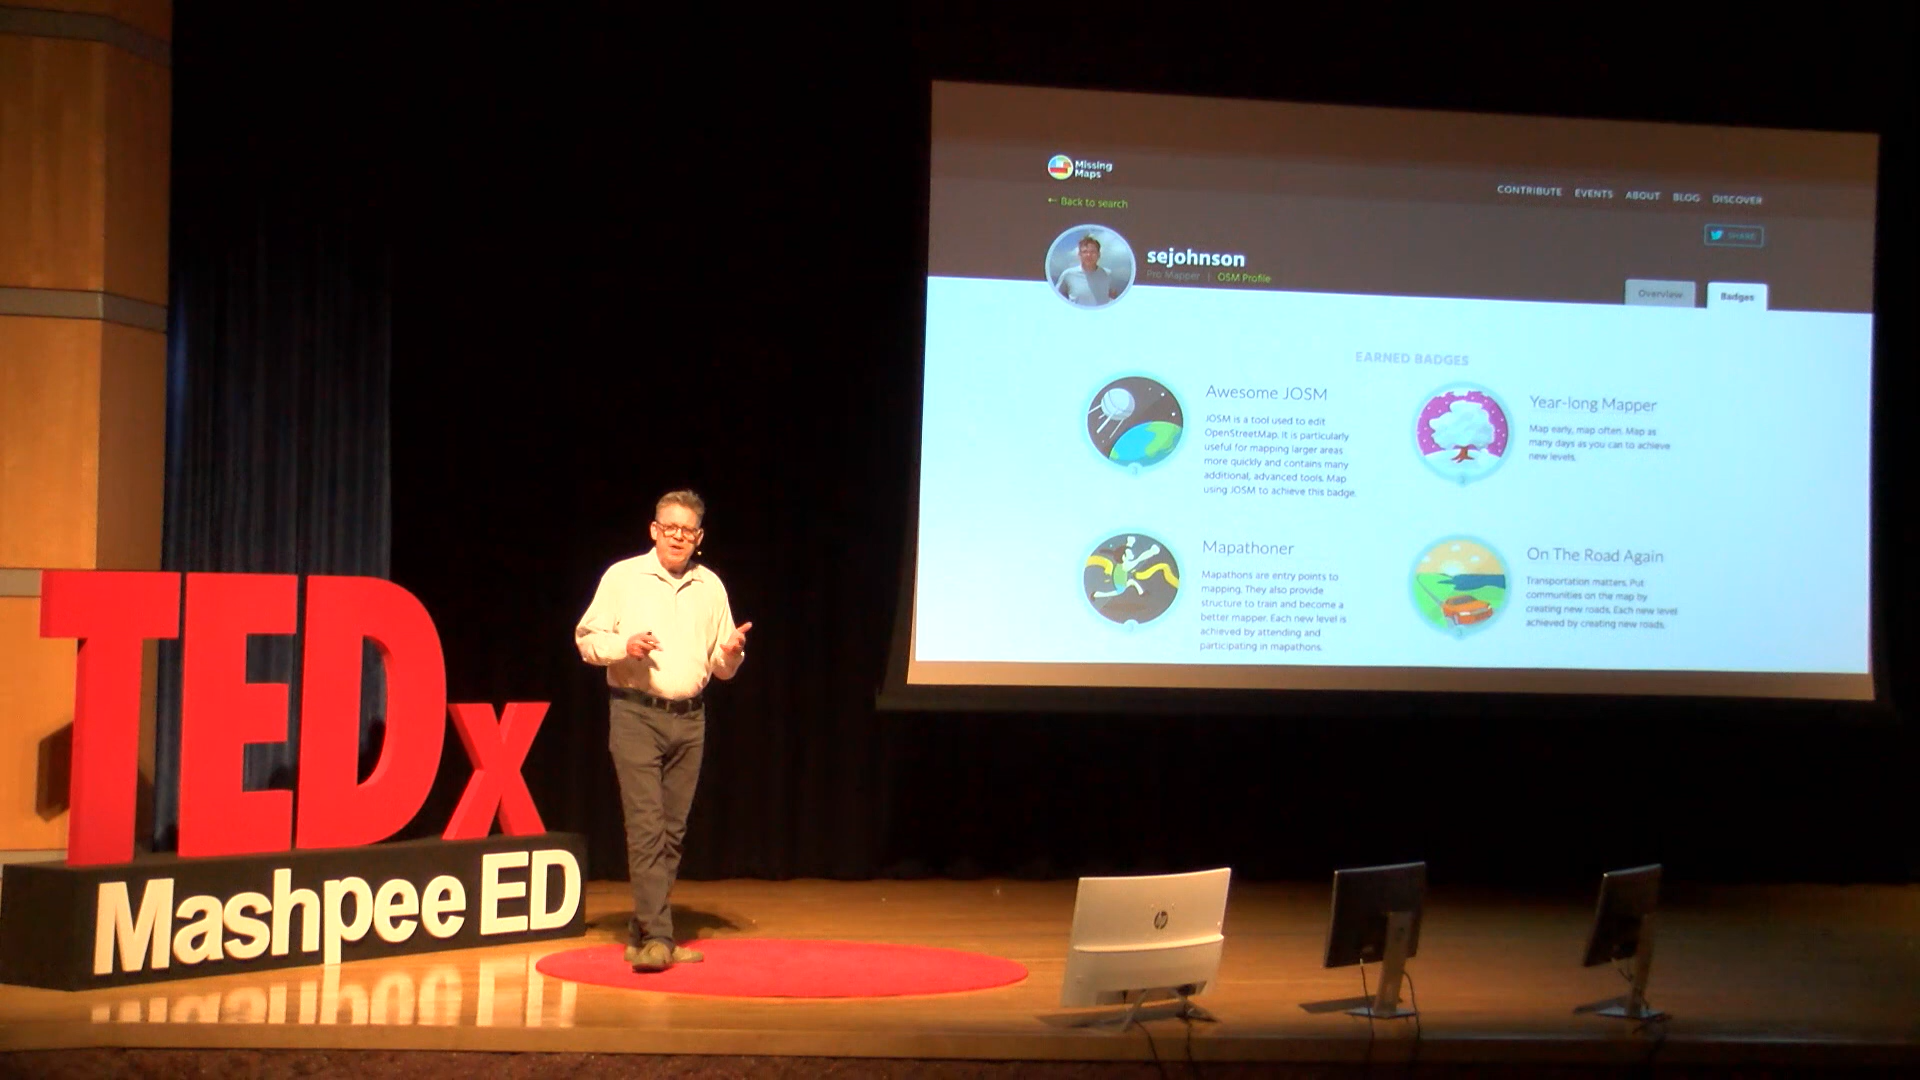 TEDx
Mashpee ED
Missing
Maps
CONTRIBUTE EVENTS ABOUT BLOG DISCOVER
← Back to search
SHARE
sejohnson
Pro Mapper | OSM Profile
Overview
Badges
EARNED BADGES
Awesome JOSM
JOSM is a tool used to edit
OpenStreetMap. It is particularly
useful for mapping larger areas
more quickly and contains many
additional, advanced tools. Map
using JOSM to achieve this badge.
Year-long Mapper
Map early, map often. Map as
many days as you can to achieve
new levels.
Mapathoner
Mapathons are entry points to
mapping. They also provide
structure to train and become a
better mapper. Each new level is
achieved by attending and
participating in mapathons.
On The Road Again
Transportation matters. Put
communities on the map by
creating new roads. Each new level
achieved by creating new roads.
hp